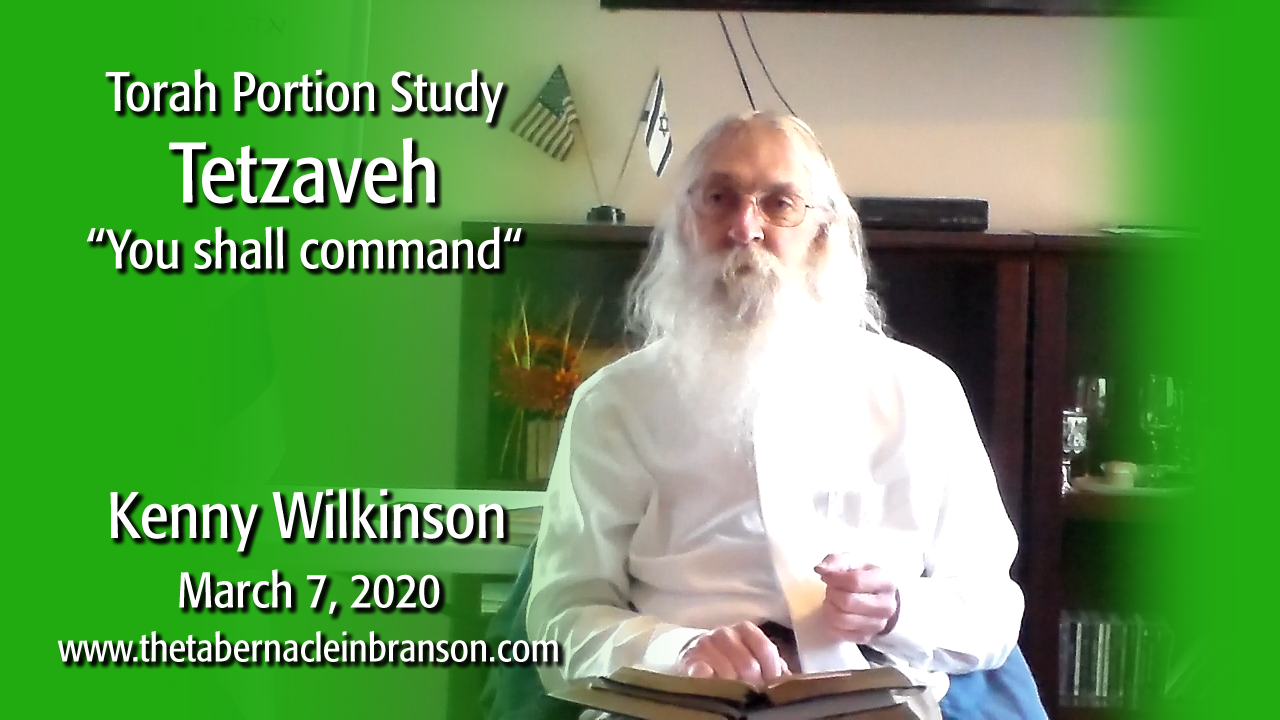 Torah Portion Study
Tetzaveh
“You shall command“
Kenny Wilkinson
March 7, 2020
www.thetabernacleinbranson.com